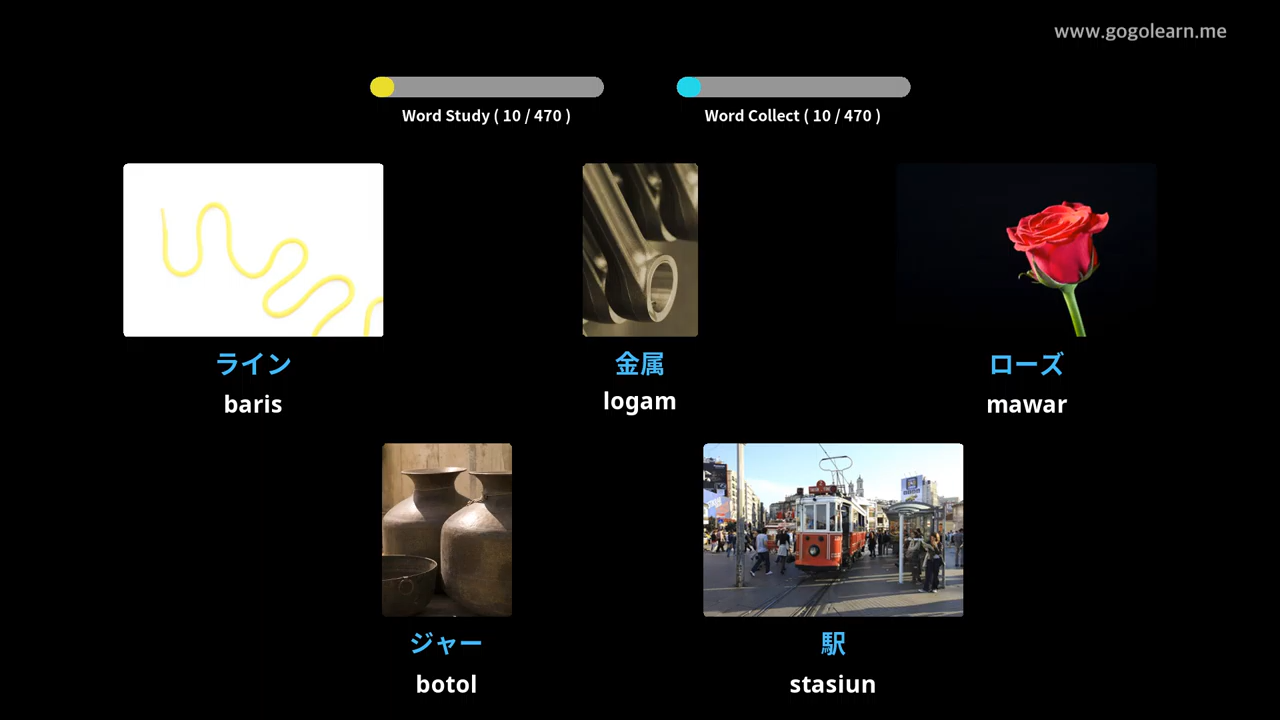 www.gogolearn.me
Word Study ( 10 / 470 )
Word Collect ( 10 / 470 )
ライン
baris
金属
logam
ローズ
mawar
ジャー
botol
駅
stasiun